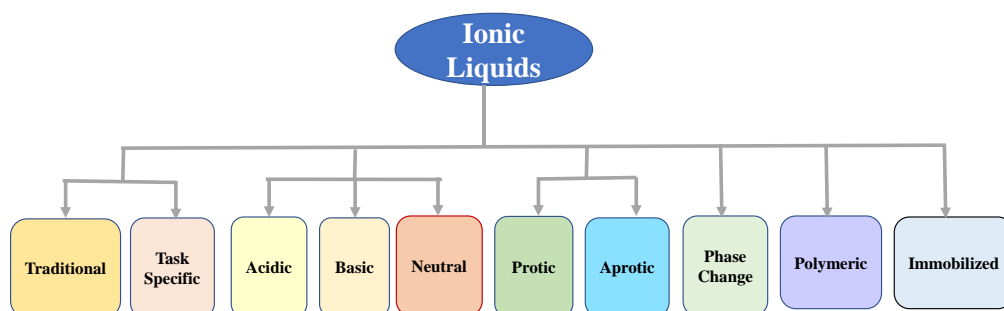 Ionic
Liquids
Traditional
Task
Specific
Acidic
Basic
Neutral
Protic
Aprotic
Phase
Change
Polymeric
Immobilized